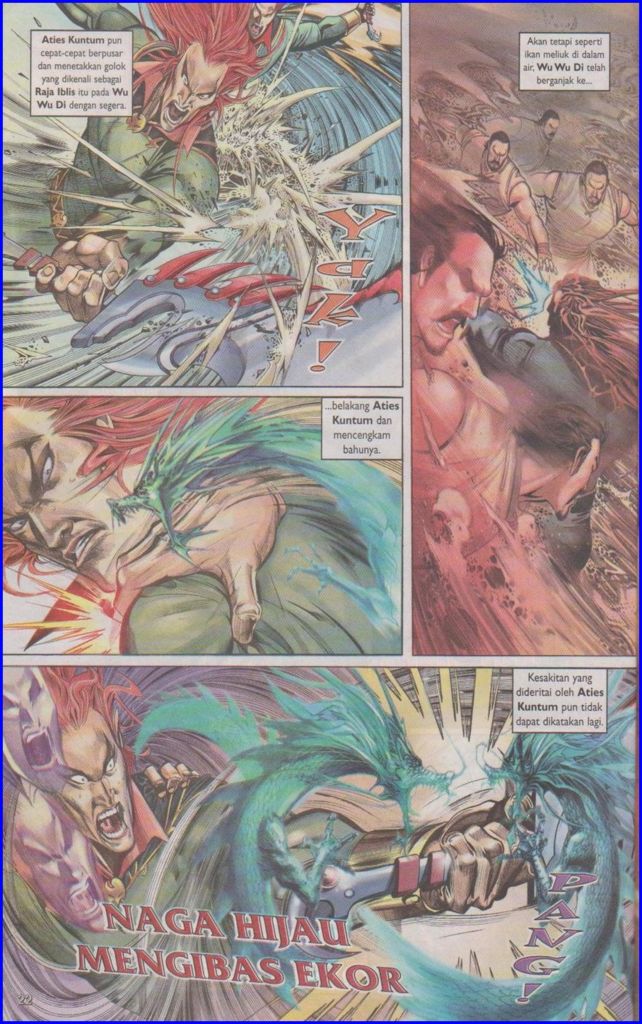 Aties Kuntum pun
cepat-cepat berpusar
dan menetakkan golok
yang dikenali sebagai
Raja Iblis itu pada Wu
Wu Di dengan segera.
YaZ!
Akan tetapi seperti
ikan meliuk di dalam
air, Wu Wu Di telah
berganjak ke...
...belakang Aties
Kuntum dan
mencengkam
bahunya.
Kesakitan yang
dideritai oleh Aties
Kuntum pun tidak
dapat dikatakan lagi.
PANG!
NAGA HIJAU
MENGIBAS EKOR
22